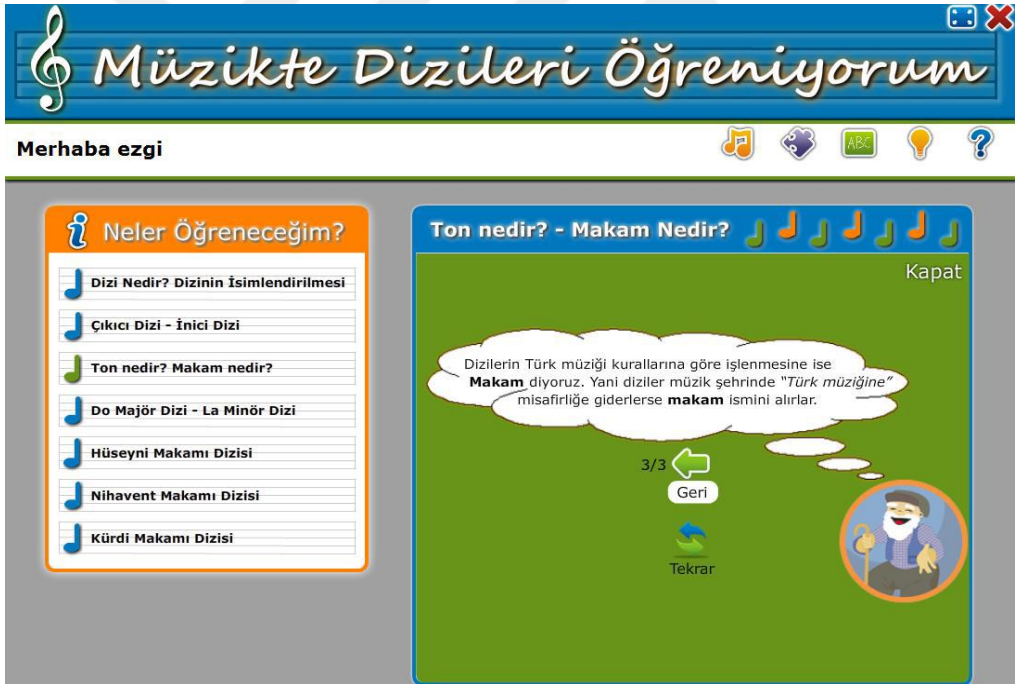 Müzikte Dizileri Öğreniyorum
Merhaba ezgi
ABC
?
i Neler Öğreneceğim?
Dizi Nedir? Dizinin İsimlendirilmesi
Çıkıcı Dizi - İnici Dizi
Ton nedir? Makam nedir?
Do Majör Dizi - La Minör Dizi
Hüseyni Makamı Dizisi
Nihavent Makamı Dizisi
Kürdi Makamı Dizisi
Ton nedir? - Makam Nedir?
Kapat
Dizilerin Türk müziği kurallarına göre işlenmesine ise
Makam diyoruz. Yani diziler müzik şehrinde "Türk müziğine"
misafirliğe giderlerse makam ismini alırlar.
3/3
Geri
Tekrar